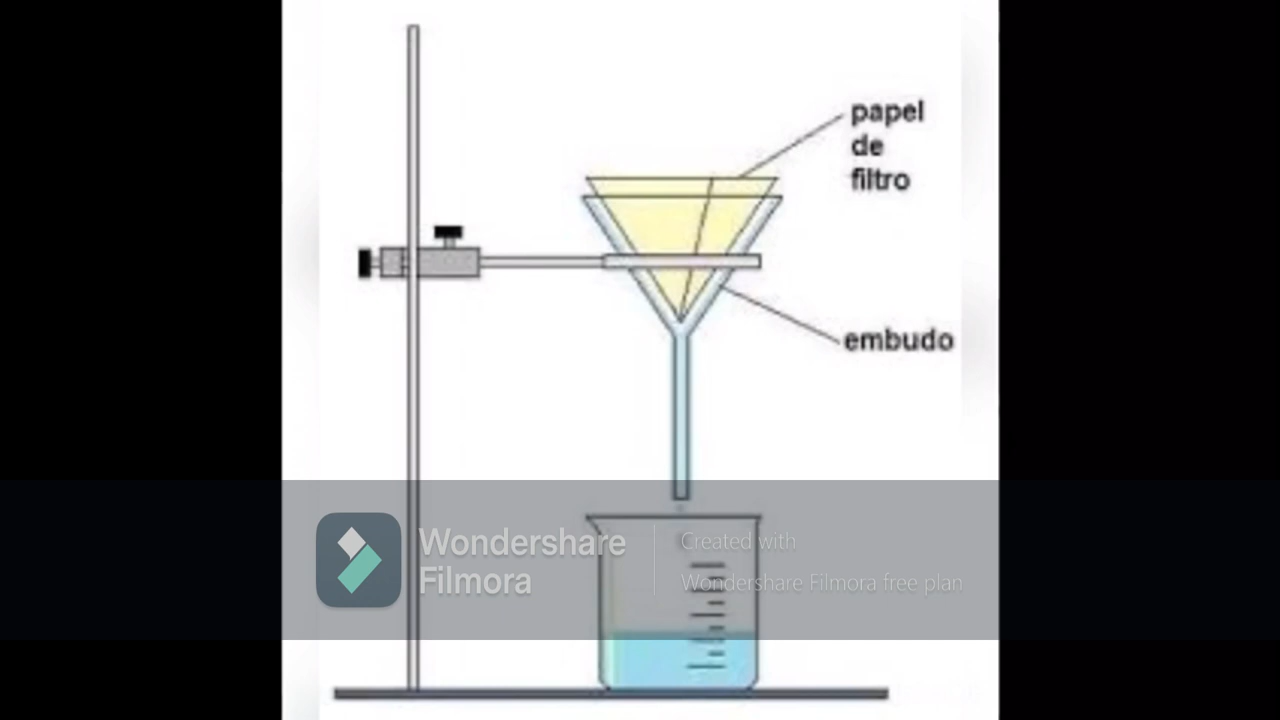 papel
de
filtro
embudo
Wondershare
Filmora
Created with
Wondershare Filmora free plan